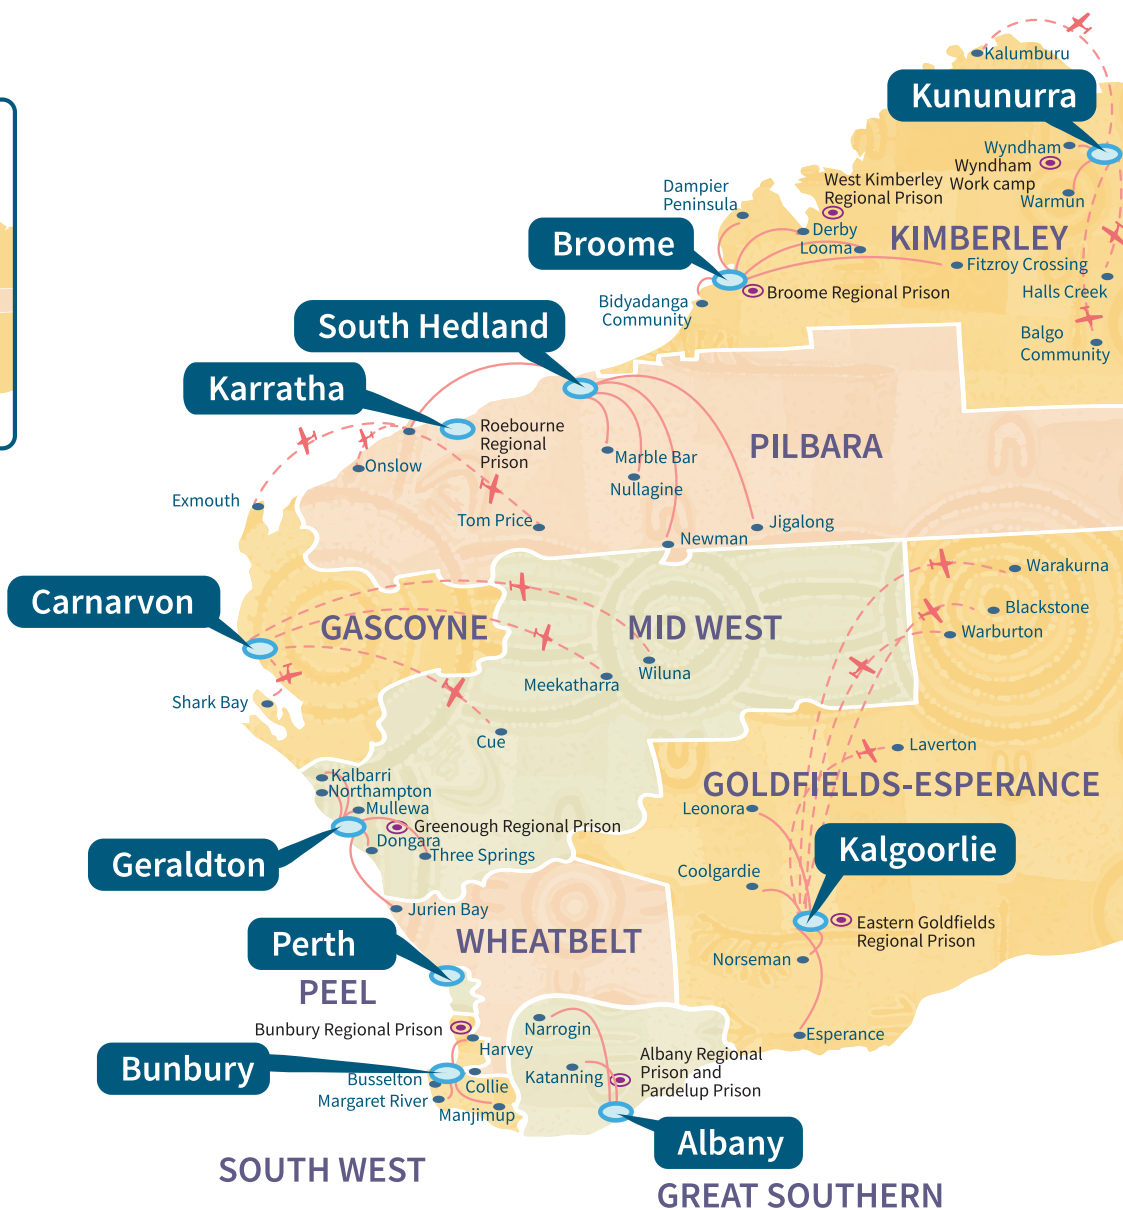 Kalumburu
Kununurra
Wyndham
Wyndham
Work camp
Warmun
West Kimberley
Regional Prison
Dampier
Peninsula
Derby
Looma
KIMBERLEY
Broome
Fitzroy Crossing
Halls Creek
Broome Regional Prison
Bidyadanga
Community
Balgo
Community
South Hedland
Karratha
Roebourne
Regional
Prison
PILBARA
Onslow
Marble Bar
Nullagine
Exmouth
Tom Price
Jigalong
Newman
Warakurna
Carnarvon
Blackstone
GASCOYNE
MID WEST
Warburton
Wiluna
Meekatharra
Shark Bay
Cue
Laverton
Kalbarri
Northampton
Mullewa
GOLDFIELDS-ESPERANCE
Leonora
Greenough Regional Prison
Dongara
Three Springs
Geraldton
Kalgoorlie
Coolgardie
Jurien Bay
Eastern Goldfields
Regional Prison
Perth
WHEATBELT
Norseman
PEEL
Bunbury Regional Prison
Narrogin
Esperance
Harvey
Albany Regional
Prison and
Pardelup Prison
Bunbury
Katanning
Busselton
Collie
Margaret River
Manjimup
Albany
SOUTH WEST
GREAT SOUTHERN